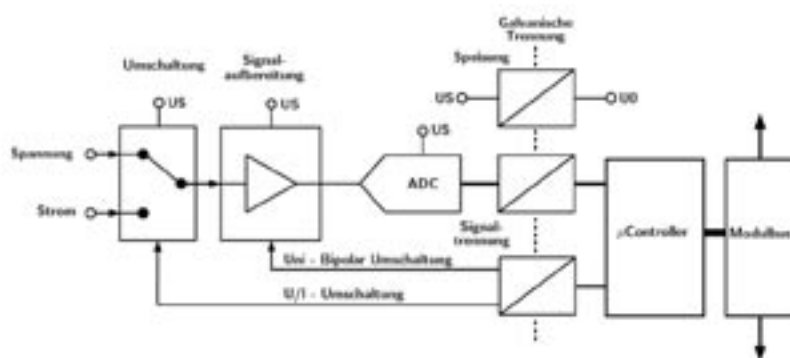 Galvanische
Trennung
Umschaltung
Signal-
aufbereitung
Speisung
US
US
US
U0
US
Spannung
ADC
Strom
Signal-
trennung
μController
Modulbus
Uni - Bipolar Umschaltung
U/I - Umschaltung